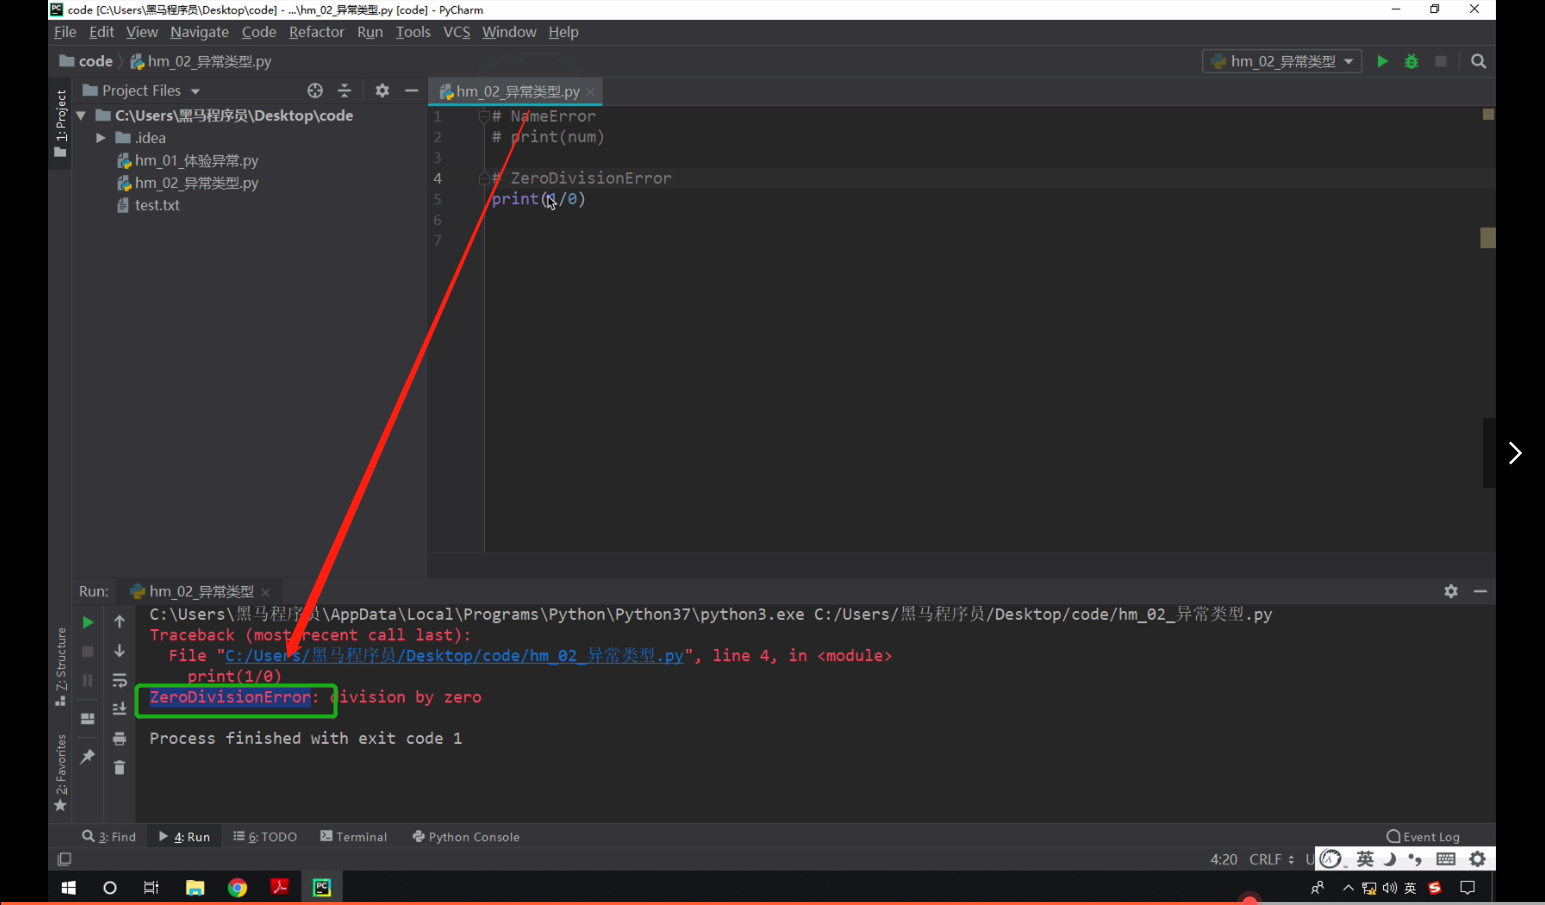 code [C:\Users\黑马程序员\Desktop\code] - ...\hm_02_异常类型.py [code] - PyCharm
File Edit View Navigate Code Refactor Run Tools VCS Window Help
code hm_02_异常类型.py
hm_02_异常类型
Project Files
hm_02_异常类型.py
1: Project
C:\Users\黑马程序员\Desktop\code
.idea
hm_01_体验异常.py
hm_02_异常类型.py
test.txt
1 # NameError
2 # print(num)
3
4 # ZeroDivisionError
5 print(1/0)
6
7
Run: hm_02_异常类型
C:\Users\黑马程序员\AppData\Local\Programs\Python\Python37\python3.exe C:/Users/黑马程序员/Desktop/code/hm_02_异常类型.py
Traceback (most recent call last):
File "C:/Users/黑马程序员/Desktop/code/hm_02_异常类型.py", line 4, in <module>
print(1/0)
ZeroDivisionError: division by zero
Process finished with exit code 1
Z: Structure
2: Favorites
3: Find 4: Run 6: TODO Terminal Python Console Event Log
4:20 CRLF U 英
PC 英